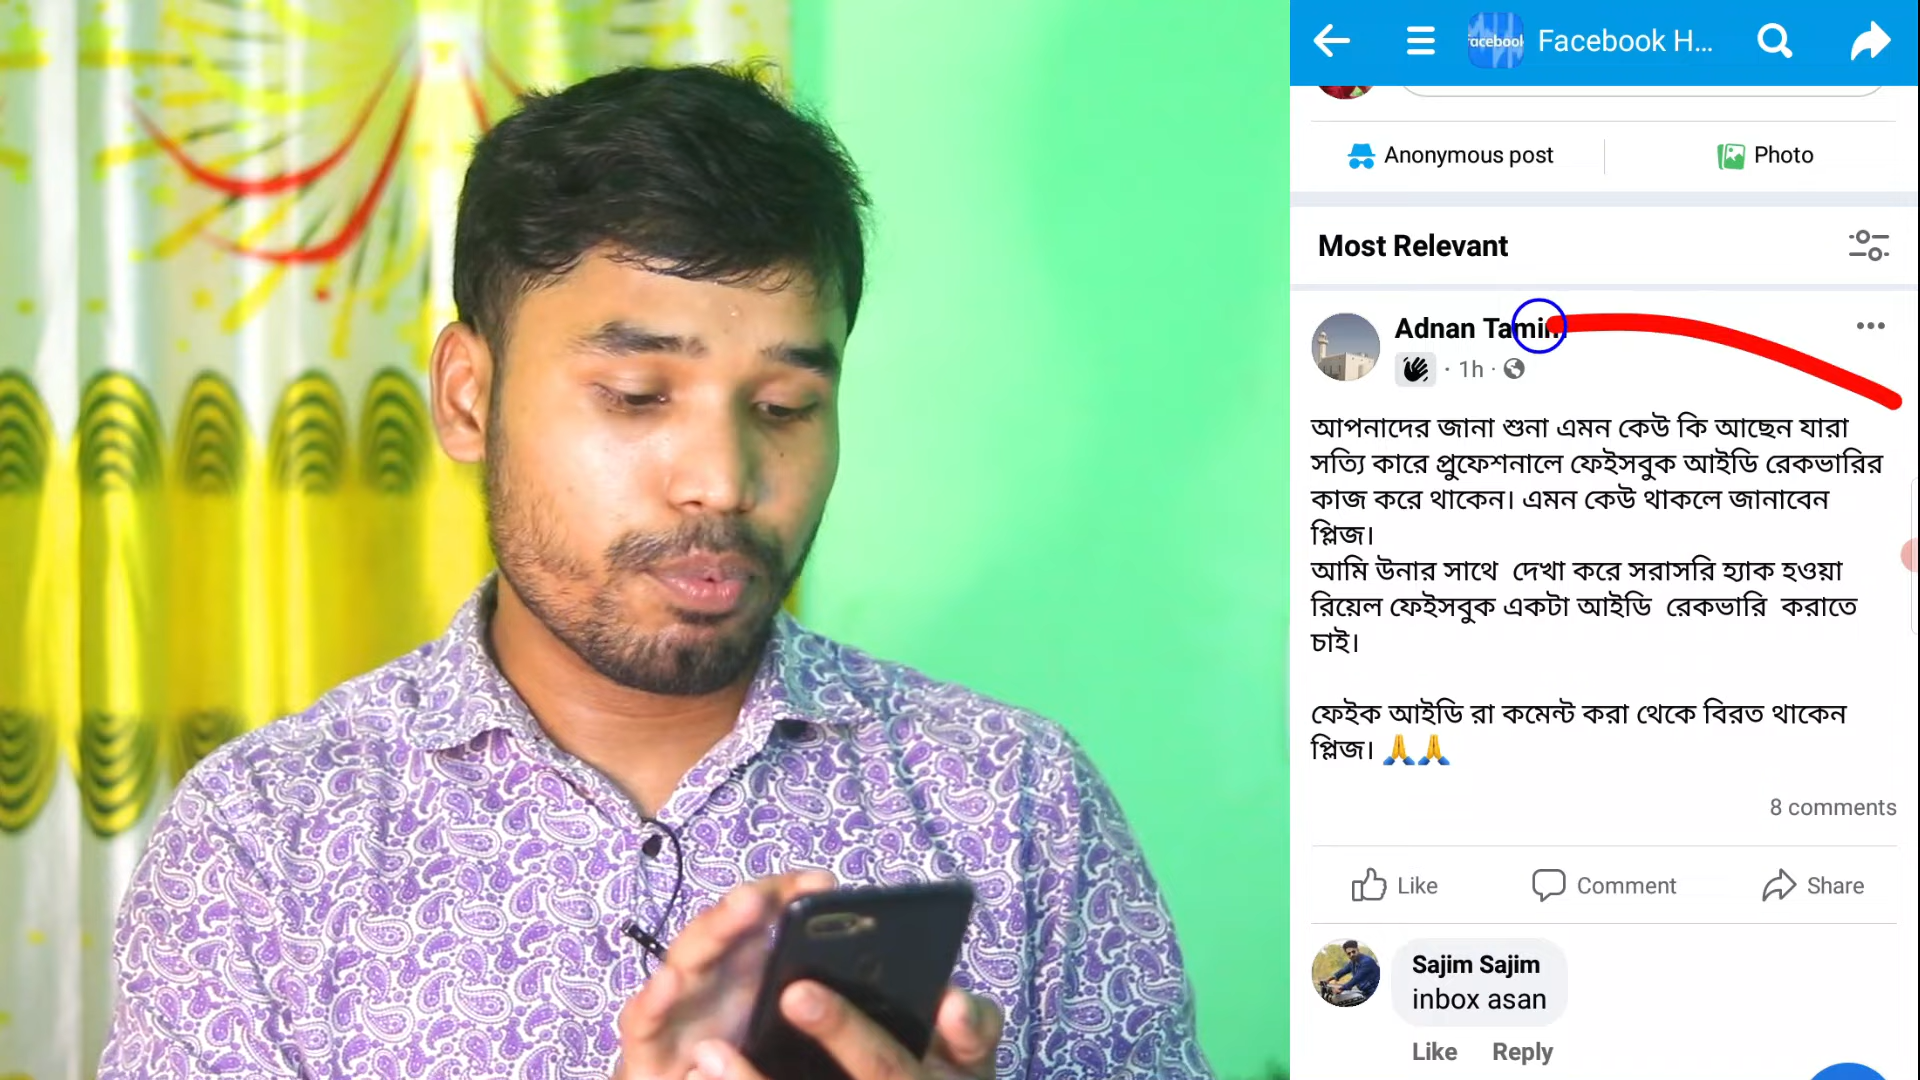 facebook Facebook H...
Anonymous post Photo
Most Relevant
Adnan Tamim
· 1h ·
আপনাদের জানা শুনা এমন কেউ কি আছেন যারা
সত্যি কারে প্রুফেশনালে ফেইসবুক আইডি রেকভারির
কাজ করে থাকেন। এমন কেউ থাকলে জানাবেন
প্লিজ।
আমি উনার সাথে দেখা করে সরাসরি হ্যাক হওয়া
রিয়েল ফেইসবুক একটা আইডি রেকভারি করাতে
চাই।
ফেইক আইডি রা কমেন্ট করা থেকে বিরত থাকেন
প্লিজ। 🙏🙏
8 comments
Like Comment Share
Sajim Sajim
inbox asan
Like Reply